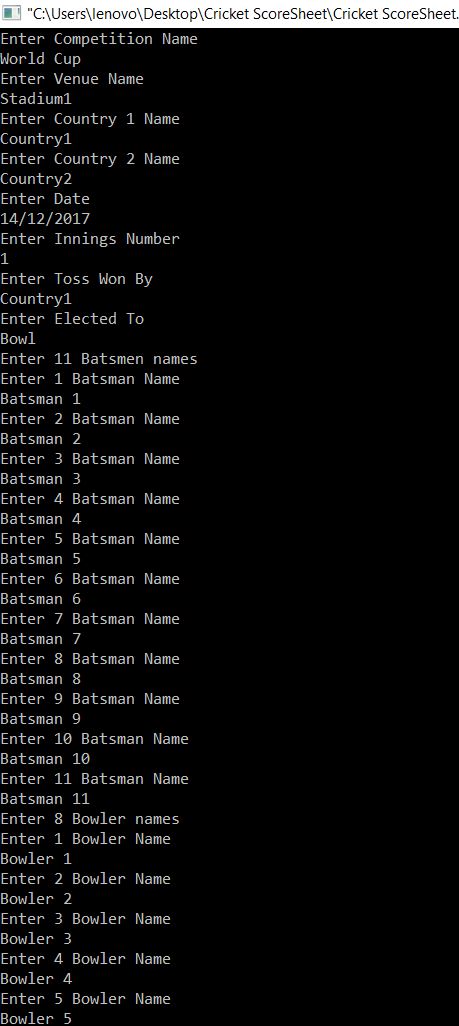 "C:\Users\lenovo\Desktop\Cricket ScoreSheet\Cricket ScoreSheet.
Enter Competition Name
World Cup
Enter Venue Name
Stadium1
Enter Country 1 Name
Country1
Enter Country 2 Name
Country2
Enter Date
14/12/2017
Enter Innings Number
1
Enter Toss Won By
Country1
Enter Elected To
Bowl
Enter 11 Batsmen names
Enter 1 Batsman Name
Batsman 1
Enter 2 Batsman Name
Batsman 2
Enter 3 Batsman Name
Batsman 3
Enter 4 Batsman Name
Batsman 4
Enter 5 Batsman Name
Batsman 5
Enter 6 Batsman Name
Batsman 6
Enter 7 Batsman Name
Batsman 7
Enter 8 Batsman Name
Batsman 8
Enter 9 Batsman Name
Batsman 9
Enter 10 Batsman Name
Batsman 10
Enter 11 Batsman Name
Batsman 11
Enter 8 Bowler names
Enter 1 Bowler Name
Bowler 1
Enter 2 Bowler Name
Bowler 2
Enter 3 Bowler Name
Bowler 3
Enter 4 Bowler Name
Bowler 4
Enter 5 Bowler Name
Bowler 5